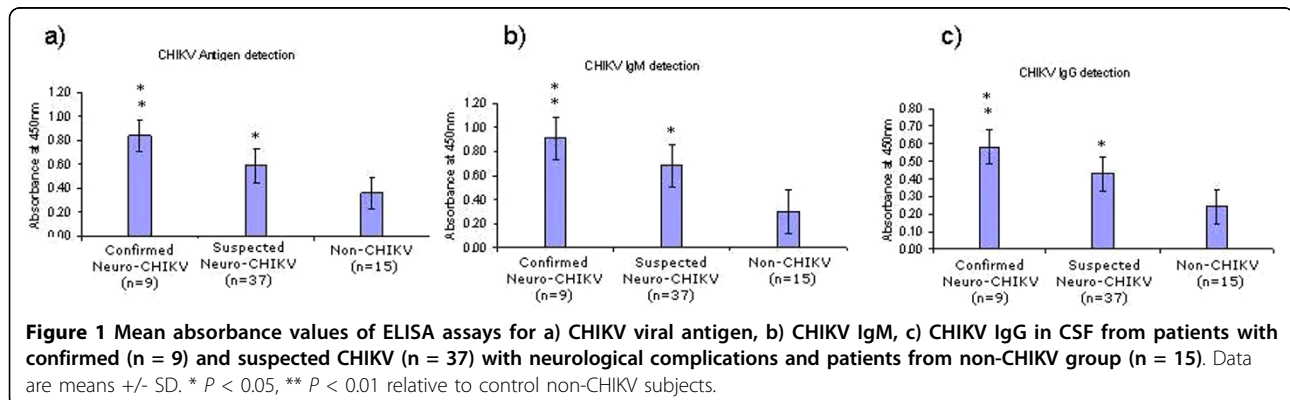 a)
CHIKV Antigen detection
Absorbance at 450nm
1.20
1.00
0.80
0.60
0.40
0.20
0.00
*
*
*
Confirmed Neuro-CHIKV (n=9)
Suspected Neuro-CHIKV (n=37)
Non-CHIKV (n=15)
b)
CHIKV IgM detection
Absorbance at 450nm
1.20
1.00
0.80
0.60
0.40
0.20
0.00
*
*
*
Confirmed Neuro-CHIKV (n=9)
Suspected Neuro-CHIKV (n=37)
Non-CHIKV (n=15)
c)
CHIKV IgG detection
Absorbance at 450nm
0.80
0.70
0.60
0.50
0.40
0.30
0.20
0.10
0.00
*
*
*
Confirmed Neuro-CHIKV (n=9)
Suspected Neuro-CHIKV (n=37)
Non-CHIKV (n=15)
Figure 1 Mean absorbance values of ELISA assays for a) CHIKV viral antigen, b) CHIKV IgM, c) CHIKV IgG in CSF from patients with
confirmed (n = 9) and suspected CHIKV (n = 37) with neurological complications and patients from non-CHIKV group (n = 15). Data
are means +/- SD. * P < 0.05, ** P < 0.01 relative to control non-CHIKV subjects.